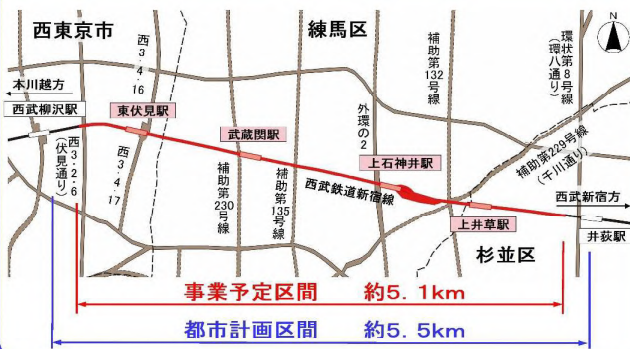 西東京市
練馬区
N
西3・4・16
補助第132号線
環状第8号線
(環八通り)
本川越方
西武柳沢駅
東伏見駅
武蔵関駅
外環の2
上石神井駅
補助第229号線
(千川通り)
西3・2・6
(伏見通り)
西3・4・17
補助第230号線
補助第135号線
西武鉄道新宿線
西武新宿方
上井草駅
井荻駅
杉並区
事業予定区間 約5.1km
都市計画区間 約5.5km